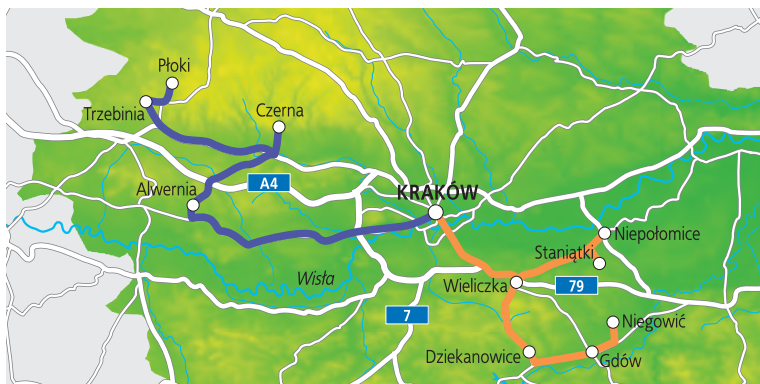 Płoki
Trzebinia
Czerna
A4
Alwernia
KRAKÓW
Niepołomice
Staniątki
Wisła
Wieliczka
79
7
Niegowić
Dziekanowice
Gdów